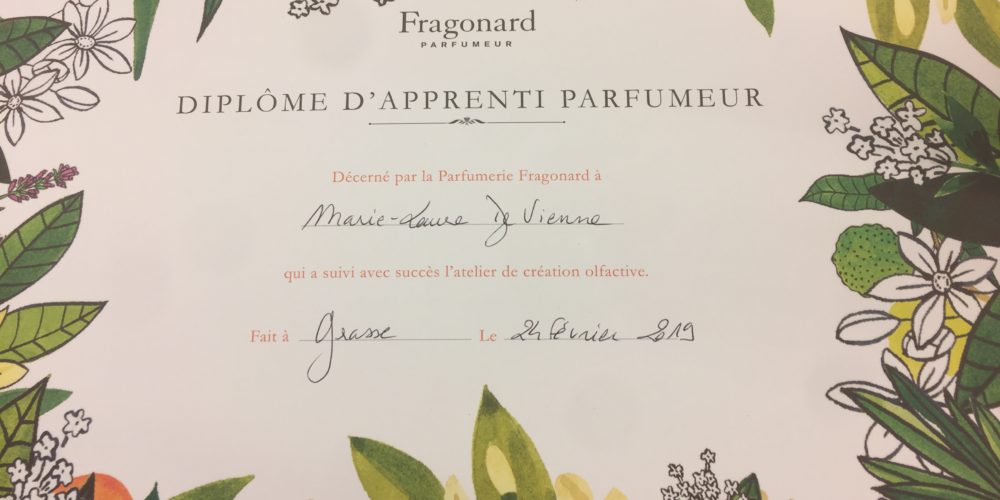 Fragonard
PARFUMEUR
DIPLÔME D'APPRENTI PARFUMEUR
Décerné par la Parfumerie Fragonard à
Marie-Laure De Vienne
qui a suivi avec succès l'atelier de création olfactive.
Fait à Grasse Le 24 Février 2019